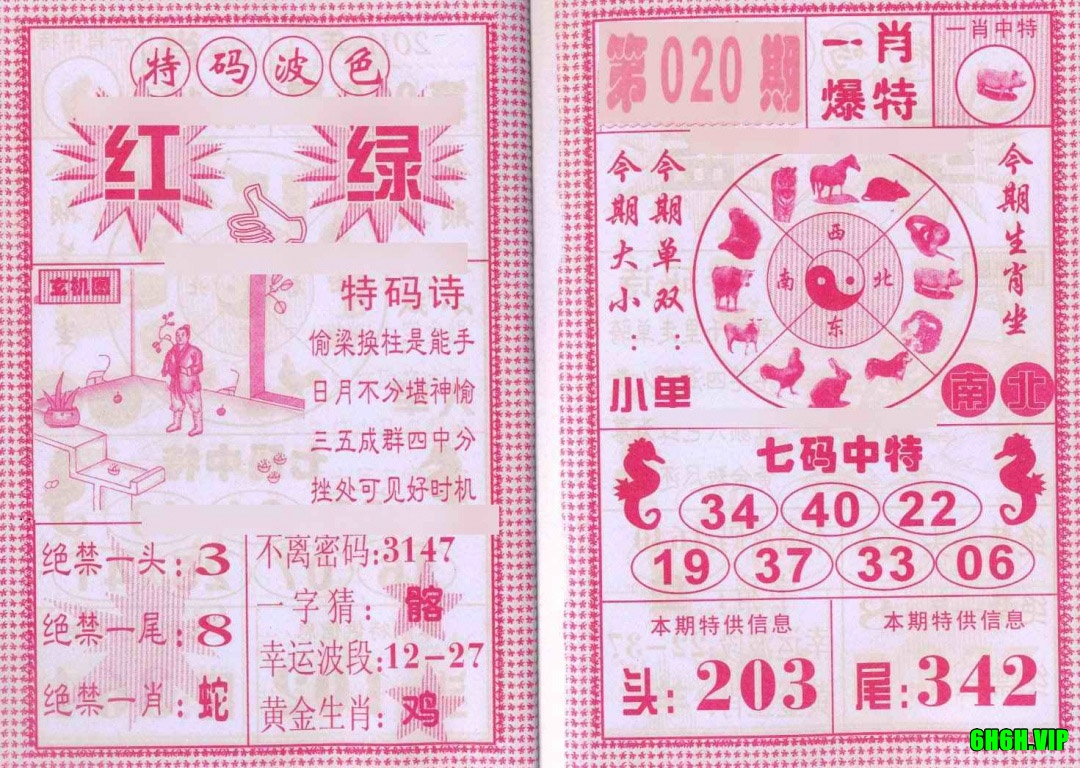 特码波色
红 绿
玄机图
特码诗
偷梁换柱是能手
日月不分堪神愉
三五成群四中分
挫处可见好时机
绝禁一头:3
绝禁一尾:8
绝禁一肖:蛇
不离密码:3147
一字猜:髂
幸运波段:12-27
黄金生肖:鸡
第020期
一肖
爆特
一肖中特
今期大小:小
今期单双:单
西
南
北
东
今期生肖坐
南北
七码中特
34 40 22
19 37 33 06
本期特供信息
头:203
本期特供信息
尾:342
6H6H.VIP